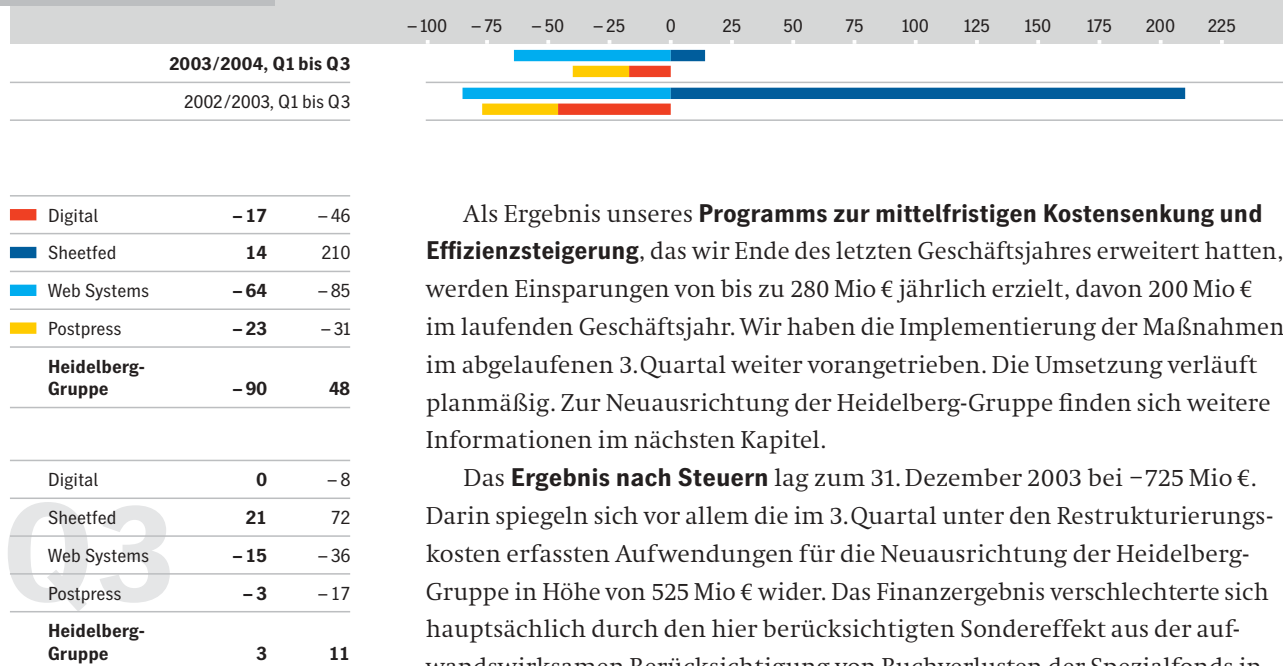 −100 −75 −50 −25 0 25 50 75 100 125 150 175 200 225
2003/2004, Q1 bis Q3
2002/2003, Q1 bis Q3
Digital −17 −46
Sheetfed 14 210
Web Systems −64 −85
Postpress −23 −31
Heidelberg-
Gruppe −90 48
Q3
Digital 0 −8
Sheetfed 21 72
Web Systems −15 −36
Postpress −3 −17
Heidelberg-
Gruppe 3 11
Als Ergebnis unseres Programms zur mittelfristigen Kostensenkung und
Effizienzsteigerung, das wir Ende des letzten Geschäftsjahres erweitert hatten,
werden Einsparungen von bis zu 280 Mio € jährlich erzielt, davon 200 Mio €
im laufenden Geschäftsjahr. Wir haben die Implementierung der Maßnahmen
im abgelaufenen 3. Quartal weiter vorangetrieben. Die Umsetzung verläuft
planmäßig. Zur Neuausrichtung der Heidelberg-Gruppe finden sich weitere
Informationen im nächsten Kapitel.
Das Ergebnis nach Steuern lag zum 31. Dezember 2003 bei −725 Mio €.
Darin spiegeln sich vor allem die im 3. Quartal unter den Restrukturierungs-
kosten erfassten Aufwendungen für die Neuausrichtung der Heidelberg-
Gruppe in Höhe von 525 Mio € wider. Das Finanzergebnis verschlechterte sich
hauptsächlich durch den hier berücksichtigten Sondereffekt aus der auf-
wandswirksamen Berücksichtigung von Buchverlusten der Spezialfonds in